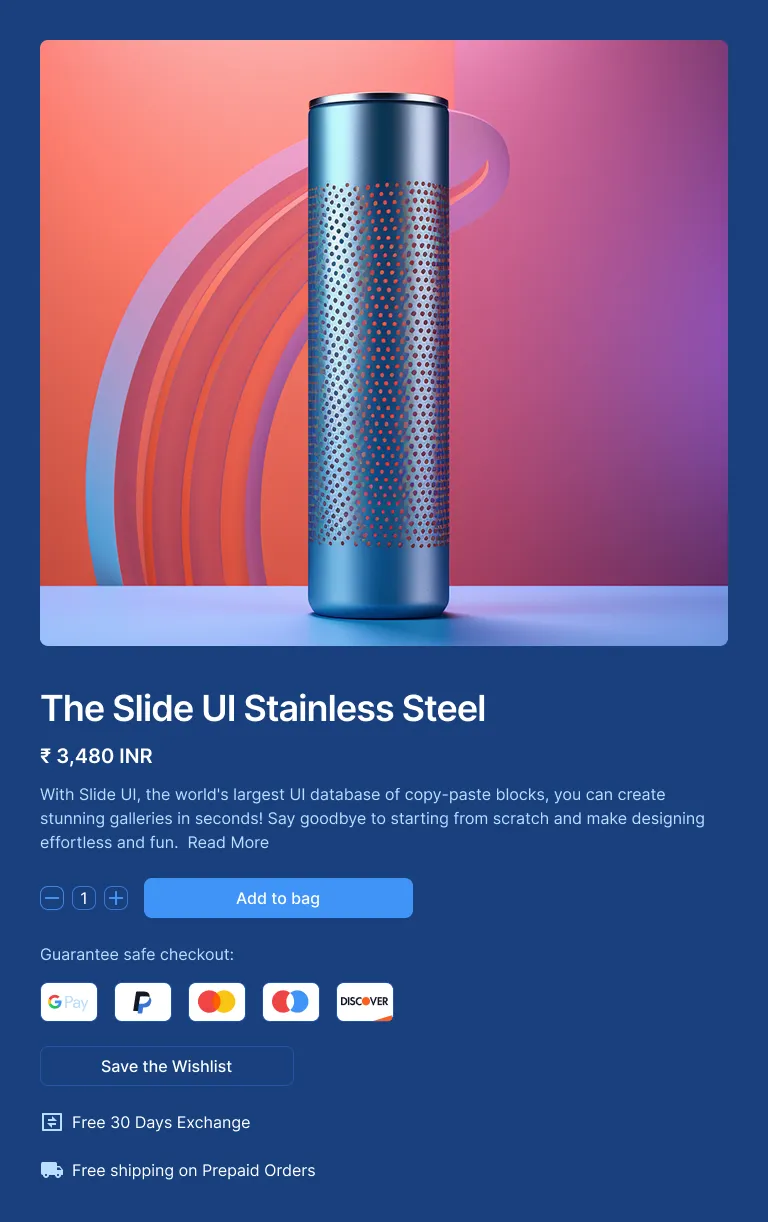 The Slide UI Stainless Steel
₹ 3,480 INR
With Slide UI, the world's largest UI database of copy-paste blocks, you can create
stunning galleries in seconds! Say goodbye to starting from scratch and make designing
effortless and fun. Read More
1 Add to bag
Guarantee safe checkout:
G Pay DISCOVER
Save the Wishlist
Free 30 Days Exchange
Free shipping on Prepaid Orders